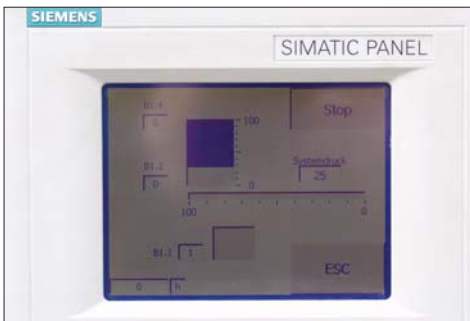 SIEMENS
SIMATIC PANEL
B1.4
0
100
Stop
B1.2
0
0
Systemdruck
25
100
0
B1.1 1
ESC
0 h